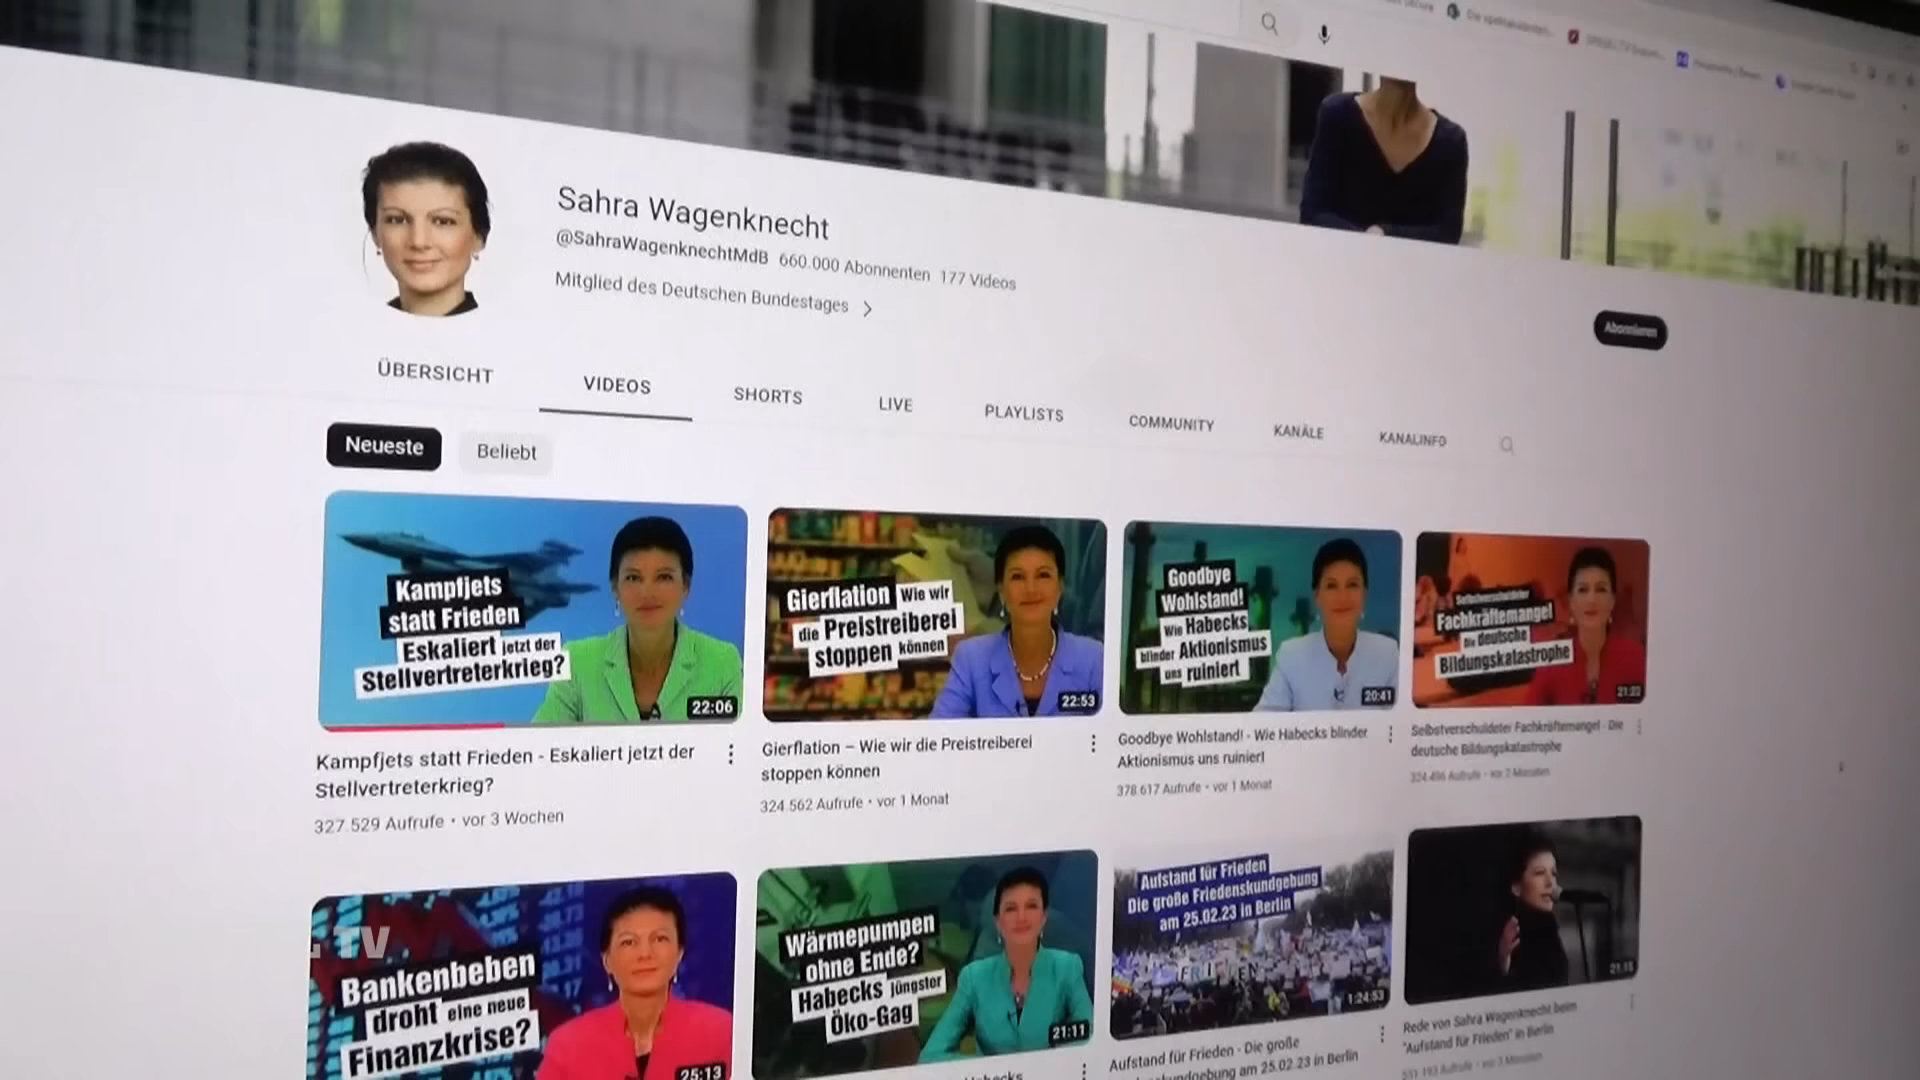 Sahra Wagenknecht
@SahraWagenknechtMdB 660.000 Abonnenten 177 Videos
Mitglied des Deutschen Bundestages
Abonnieren
ÜBERSICHT VIDEOS SHORTS LIVE PLAYLISTS COMMUNITY KANÄLE KANALINFO
Neueste Beliebt
Kampfjets
statt Frieden
Eskaliert jetzt der
Stellvertreterkrieg?
22:06
Gierflation Wie wir
die Preistreiberei
stoppen können
22:53
Goodbye
Wohlstand!
Wie Habecks
blinder Aktionismus
uns ruiniert
20:41
Selbstverschuldeter
Fachkräftemangel
Die deutsche
Bildungskatastrophe
21:22
Kampfjets statt Frieden - Eskaliert jetzt der
Stellvertreterkrieg?
327.529 Aufrufe • vor 3 Wochen
Gierflation – Wie wir die Preistreiberei
stoppen können
324.562 Aufrufe • vor 1 Monat
Goodbye Wohlstand! - Wie Habecks blinder
Aktionismus uns ruiniert
378.617 Aufrufe • vor 1 Monat
Selbstverschuldeter Fachkräftemangel - Die
deutsche Bildungskatastrophe
324.496 Aufrufe • vor 2 Monaten
TV
Bankenbeben
droht eine neue
Finanzkrise?
25:13
Wärmepumpen
ohne Ende?
Habecks jüngster
Öko-Gag
21:11
Aufstand für Frieden
Die große Friedenskundgebung
am 25.02.23 in Berlin
FRIEDEN
1:24:53
21:15
Aufstand für Frieden - Die große
am 25.02.23 in Berlin
Rede von Sahra Wagenknecht beim
"Aufstand für Frieden" in Berlin
551.193 Aufrufe • vor 3 Monaten